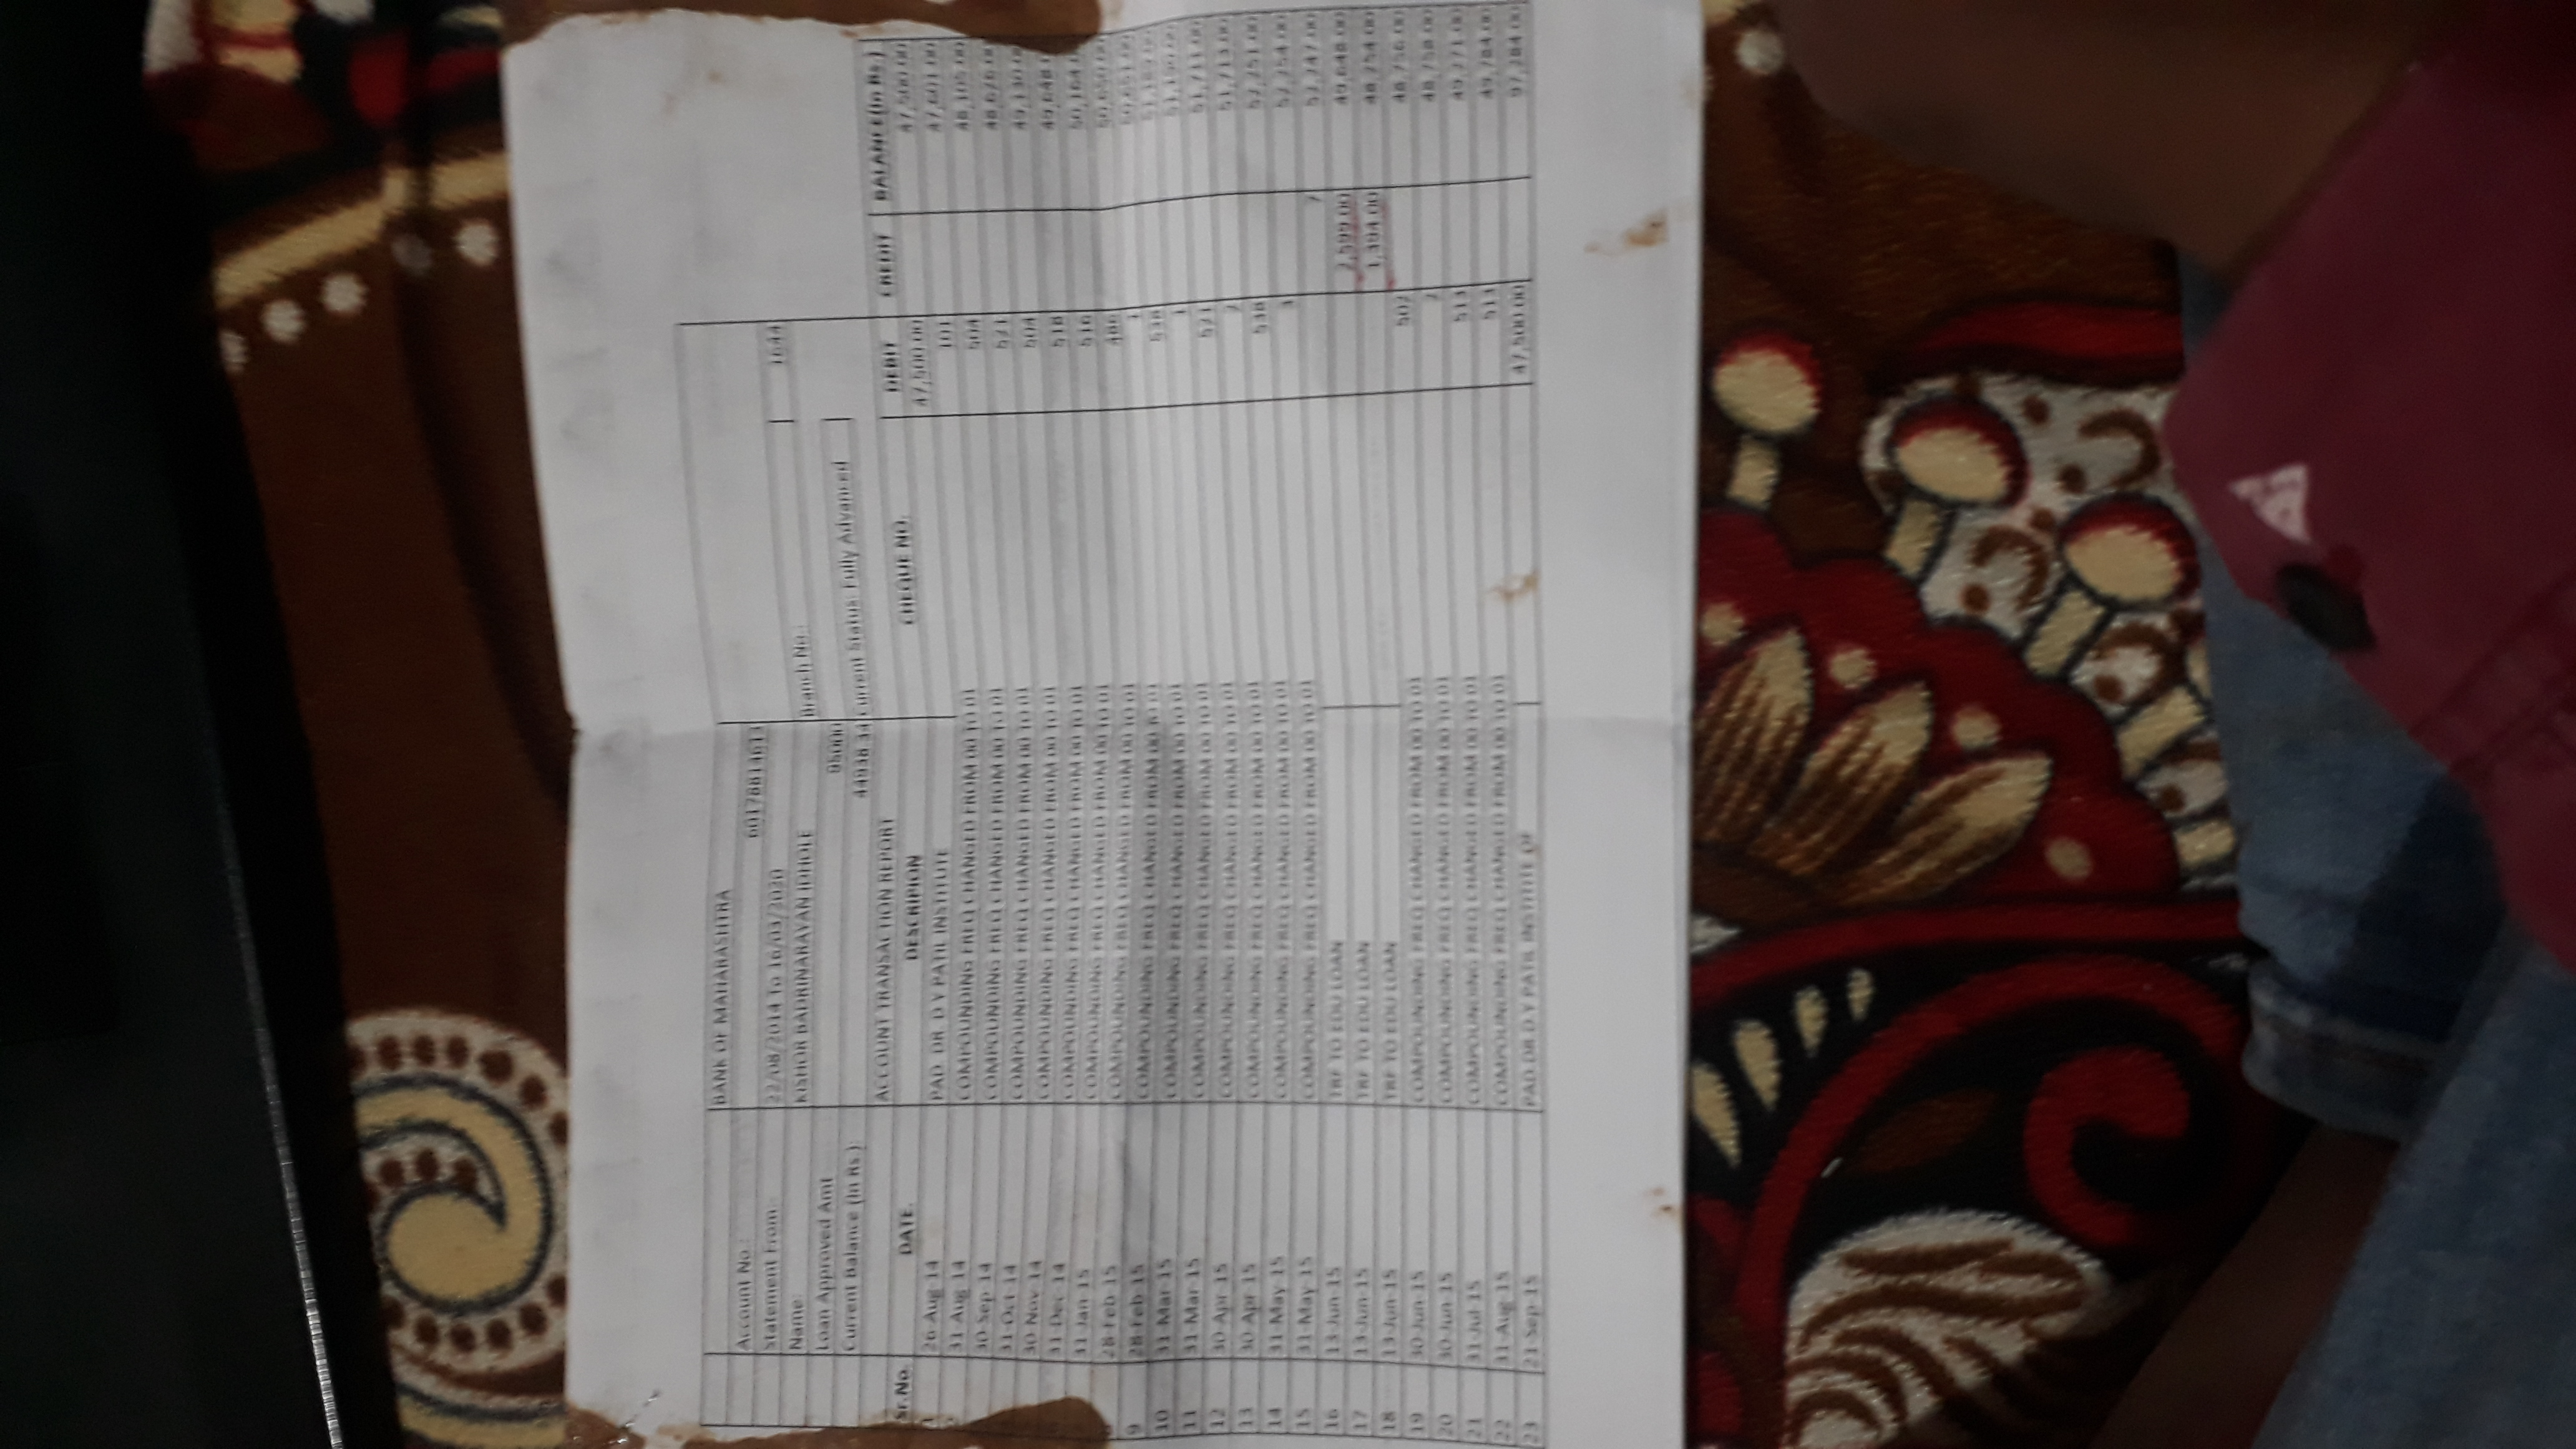 BANK OF MAHARASHTRA
Account No.: 60178814613
Statement From: 22/08/2014 To 16/03/2020
Name: KISHOR BADRINARAYAN IDHOLE Branch No.: 1644
Loan Approved Amt 95000
Current Balance (In Rs.): 44938.34 Current Status: Fully Advanced
ACCOUNT TRANSACTION REPORT
Sr.No. DATE. DESCRIPION CHEQUE NO. DEBIT CREDIT BALANCE(In Rs.)
1 26-Aug-14 PAD. DR. D Y PATIL INSTITUTE 47,500.00 47,500.00
2 31-Aug-14 COMPOUNDING FREQ CHANGED FROM 00 TO 01 101 47,601.00
30-Sep-14 COMPOUNDING FREQ CHANGED FROM 00 TO 01 504 48,105.00
31-Oct-14 COMPOUNDING FREQ CHANGED FROM 00 TO 01 521 48,626.00
30-Nov-14 COMPOUNDING FREQ CHANGED FROM 00 TO 01 504 49,130.0
31-Dec-14 COMPOUNDING FREQ CHANGED FROM 00 TO 01 518 49,648.
31-Jan-15 COMPOUNDING FREQ CHANGED FROM 00 TO 01 516 50,164.
28-Feb-15 COMPOUNDING FREQ CHANGED FROM 00 TO 01 486 50,650.00
9 28-Feb-15 COMPOUNDING FREQ CHANGED FROM 00 TO 01 1 50,651.00
10 31-Mar-15 COMPOUNDING FREQ CHANGED FROM 00 TO 01 538 51,189.00
11 31-Mar-15 COMPOUNDING FREQ CHANGED FROM 00 TO 01 1 51,190.00
12 30-Apr-15 COMPOUNDING FREQ CHANGED FROM 00 TO 01 521 51,711.00
13 30-Apr-15 COMPOUNDING FREQ CHANGED FROM 00 TO 01 2 51,713.00
14 31-May-15 COMPOUNDING FREQ CHANGED FROM 00 TO 01 538 52,251.00
15 31-May-15 COMPOUNDING FREQ CHANGED FROM 00 TO 01 3 52,254.00
16 13-Jun-15 TRF TO EDU LOAN 7 52,247.00
17 13-Jun-15 TRF TO EDU LOAN 2,599.00 49,648.00
18 13-Jun-15 TRF TO EDU LOAN 1,394.00 48,254.00
19 30-Jun-15 COMPOUNDING FREQ CHANGED FROM 00 TO 01 502 48,756.00
20 30-Jun-15 COMPOUNDING FREQ CHANGED FROM 00 TO 01 2 48,758.00
21 31-Jul-15 COMPOUNDING FREQ CHANGED FROM 00 TO 01 513 49,271.00
22 31-Aug-15 COMPOUNDING FREQ CHANGED FROM 00 TO 01 513 49,784.00
23 21-Sep-15 PAD.DR.D.Y PATIL INSTITITE OF 47,500.00 97,284.00